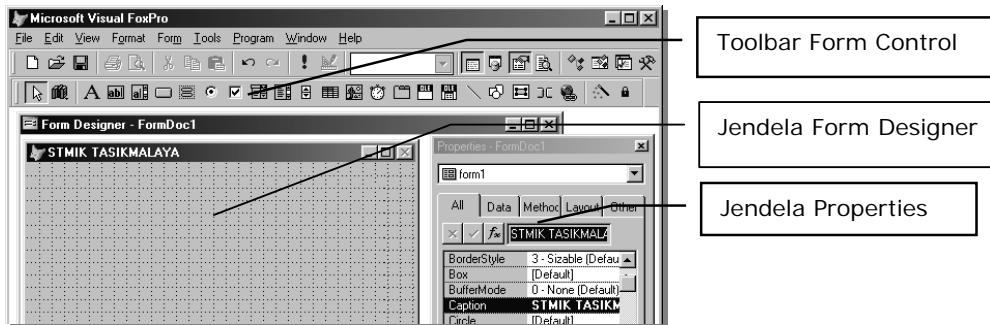 Microsoft Visual FoxPro
File Edit View Format Form Tools Program Window Help
Toolbar Form Control
Form Designer - FormDoc1
Jendela Form Designer
STMIK TASIKMALAYA
Properties - FormDoc1
form1
All Data Method Layout Other
Jendela Properties
STMIK TASIKMALA
BorderStyle 3 - Sizable (Defau
Box [Default]
BufferMode 0 - None (Default)
Caption STMIK TASIKM
Circle [Default]